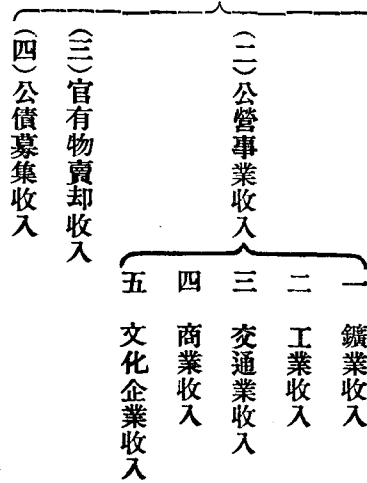 (二)公營事業收入
一 鑛業收入
二 工業收入
三 交通業收入
四 商業收入
五 文化企業收入
(三)官有物賣却收入
(四)公債募集收入